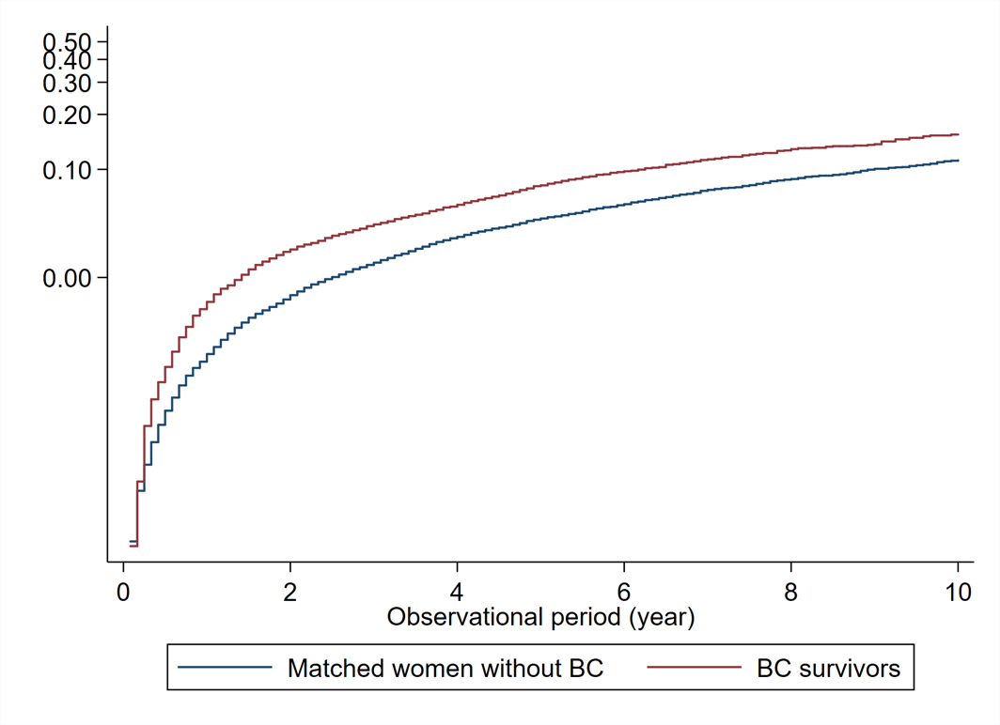 0.50
0.40
0.30
0.20
0.10
0.00
0 2 4 6 8 10
Observational period (year)
Matched women without BC BC survivors